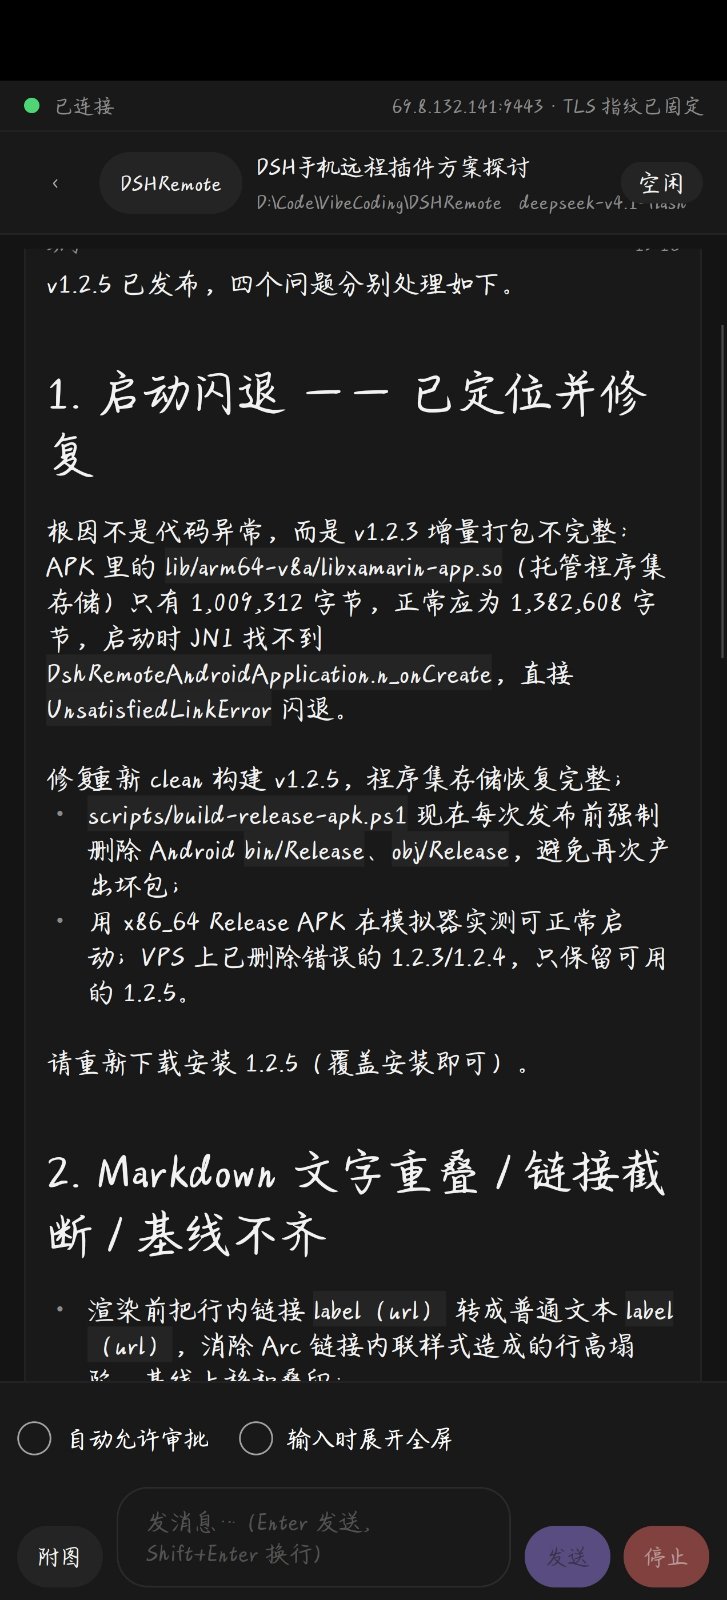 已连接
69.8.132.141:9443 · TLS 指纹已固定
‹
DSHRemote
DSH手机远程插件方案探讨
空闲
D:\Code\VibeCoding\DSHRemote deepseek-v4.1-flash
v1.2.5 已发布，四个问题分别处理如下。
1. 启动闪退 —— 已定位并修
复
根因不是代码异常，而是 v1.2.3 增量打包不完整：
APK 里的 lib/arm64-v8a/libxamarin-app.so（托管程序集
存储）只有 1,009,312 字节，正常应为 1,382,608 字
节，启动时 JNI 找不到
DshRemoteAndroidApplication.n_onCreate，直接
UnsatisfiedLinkError 闪退。
修复重新 clean 构建 v1.2.5，程序集存储恢复完整；
• scripts/build-release-apk.ps1 现在每次发布前强制
删除 Android bin/Release、obj/Release，避免再次产
出坏包；
• 用 x86_64 Release APK 在模拟器实测可正常启
动；VPS 上已删除错误的 1.2.3/1.2.4，只保留可用
的 1.2.5。
请重新下载安装 1.2.5（覆盖安装即可）。
2. Markdown 文字重叠 / 链接截
断 / 基线不齐
• 渲染前把行内链接 label（url） 转成普通文本 label
（url），消除 Arc 链接内联样式造成的行高塌
陷、基线上移和叠印；
自动允许审批
输入时展开全屏
附图
发消息…（Enter 发送，
Shift+Enter 换行）
发送
停止